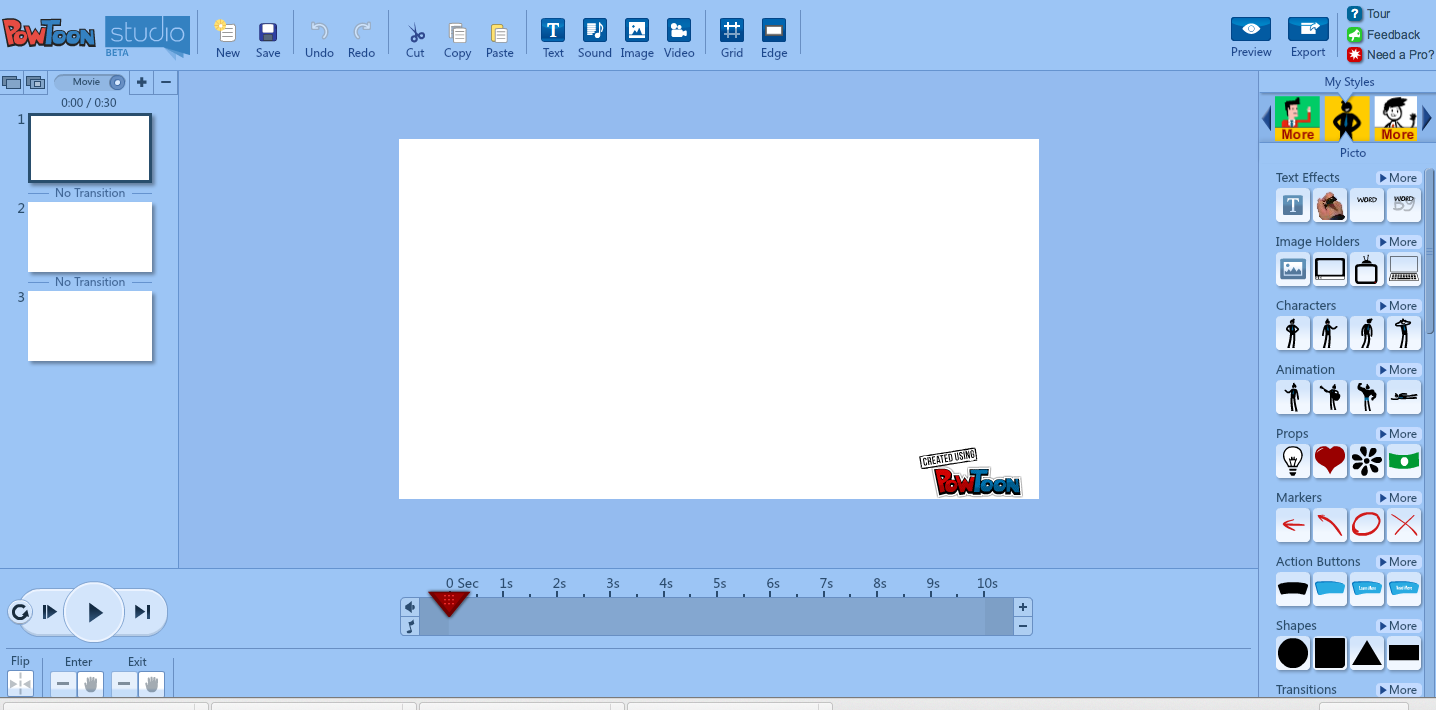 PowToon studio
BETA
New Save Undo Redo Cut Copy Paste Text Sound Image Video Grid Edge Preview Export
Tour
Feedback
Need a Pro?
Movie
0:00 / 0:30
1
No Transition
2
No Transition
3
CREATED USING
PowToon
My Styles
More More
Picto
Text Effects More
T WORD WORD
Image Holders More
Characters More
Animation More
Props More
Markers More
Action Buttons More
Learn More Read More
Shapes More
Transitions More
0 Sec 1s 2s 3s 4s 5s 6s 7s 8s 9s 10s
Flip Enter Exit